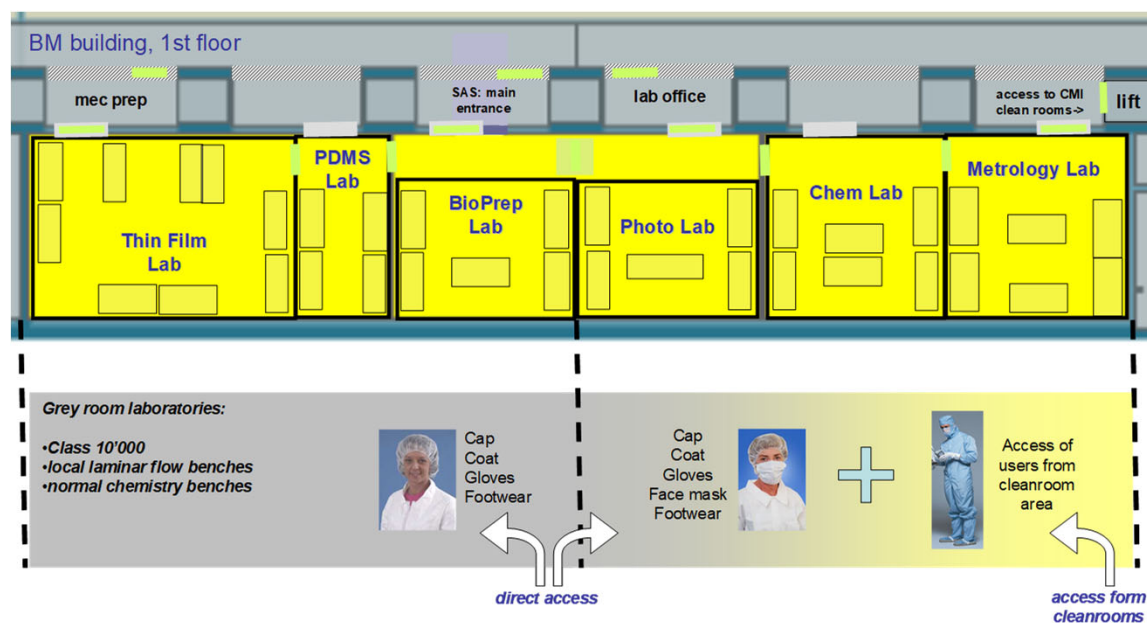 BM building, 1st floor
mec prep
SAS: main
entrance
lab office
access to CMI
clean rooms->
lift
PDMS
Lab
Thin Film
Lab
BioPrep
Lab
Photo Lab
Chem Lab
Metrology Lab
Grey room laboratories:
•Class 10’000
•local laminar flow benches
•normal chemistry benches
Cap
Coat
Gloves
Footwear
Cap
Coat
Gloves
Face mask
Footwear
Access of
users from
cleanroom
area
direct access
access form
cleanrooms